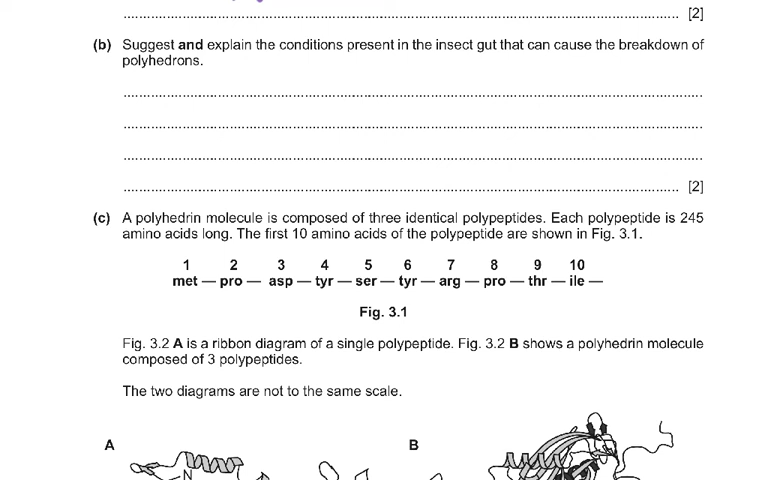 [2]
(b) Suggest and explain the conditions present in the insect gut that can cause the breakdown of
polyhedrons.
[2]
(c) A polyhedrin molecule is composed of three identical polypeptides. Each polypeptide is 245
amino acids long. The first 10 amino acids of the polypeptide are shown in Fig. 3.1.
1 2 3 4 5 6 7 8 9 10
met — pro — asp — tyr — ser — tyr — arg — pro — thr — ile —
Fig. 3.1
Fig. 3.2 A is a ribbon diagram of a single polypeptide. Fig. 3.2 B shows a polyhedrin molecule
composed of 3 polypeptides.
The two diagrams are not to the same scale.
A B
N